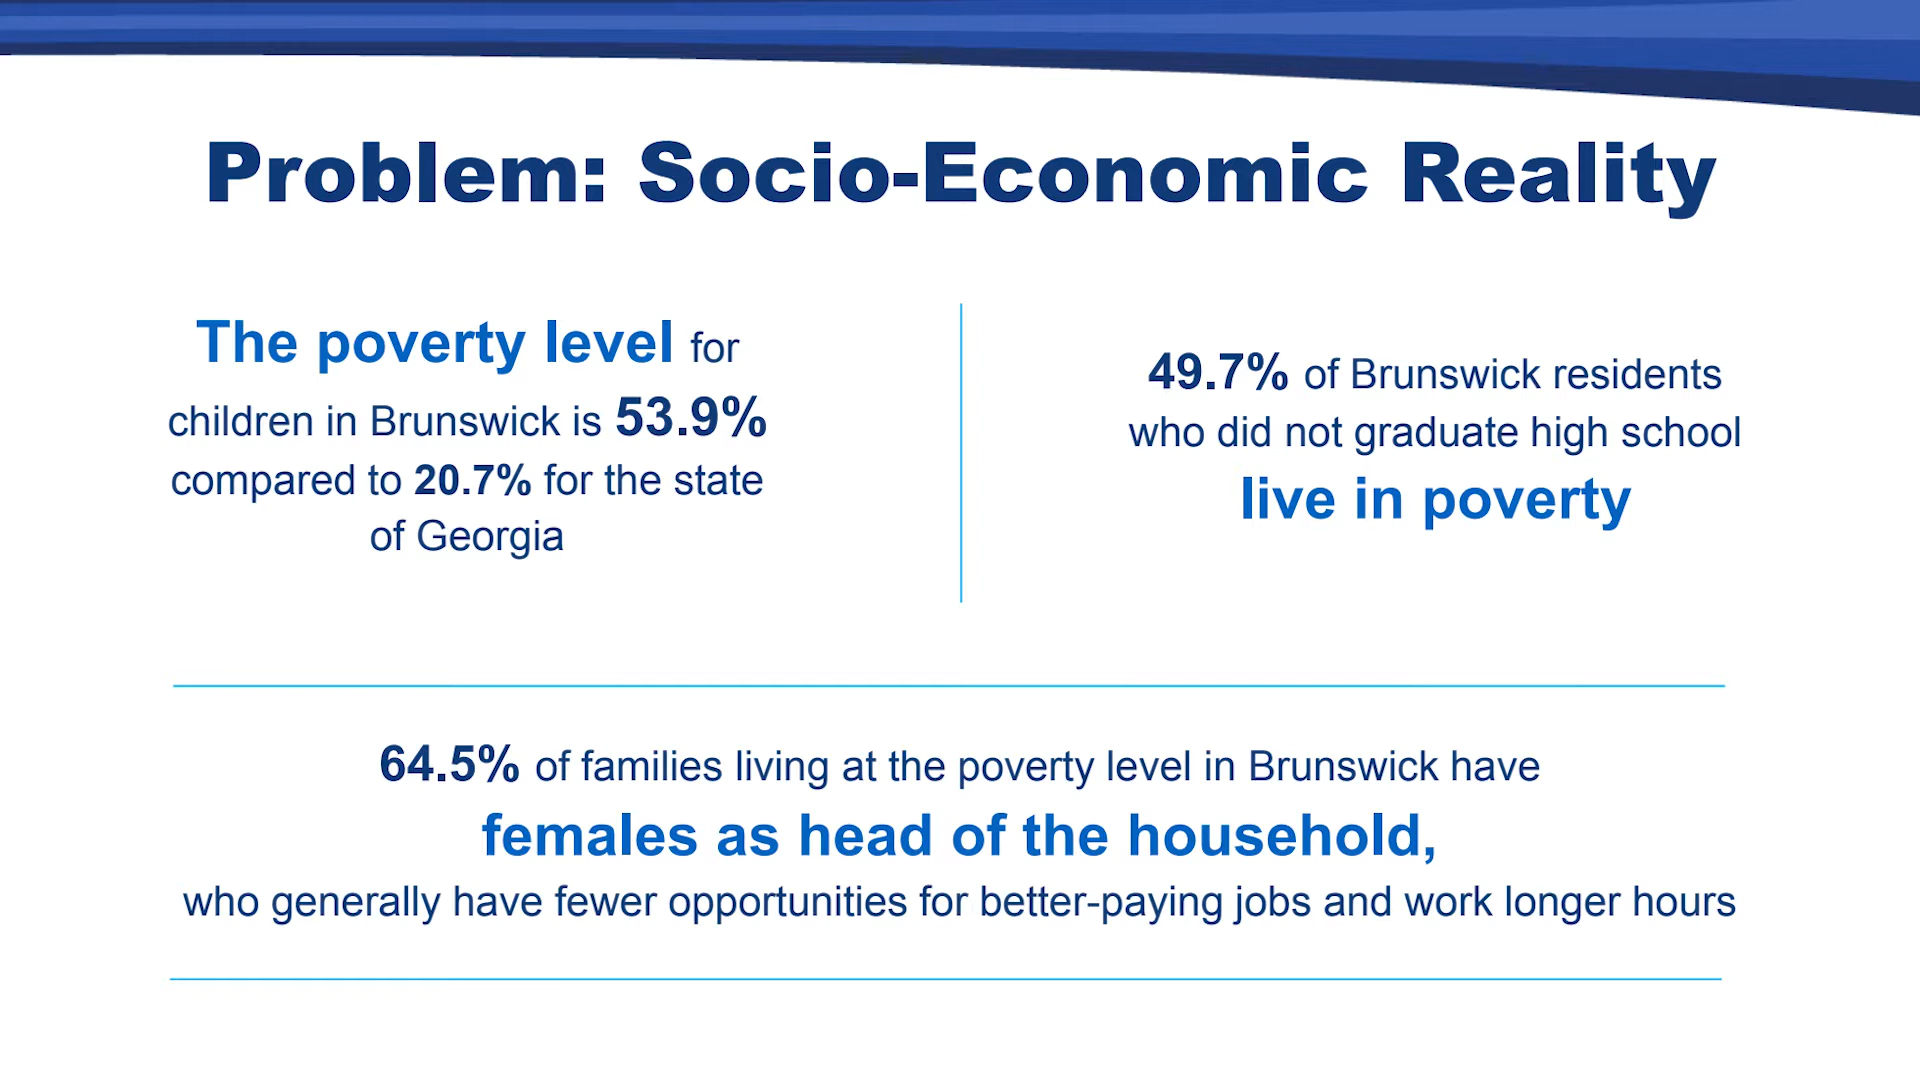 Problem: Socio-Economic Reality
The poverty level for
children in Brunswick is 53.9%
compared to 20.7% for the state
of Georgia
49.7% of Brunswick residents
who did not graduate high school
live in poverty
64.5% of families living at the poverty level in Brunswick have
females as head of the household,
who generally have fewer opportunities for better-paying jobs and work longer hours